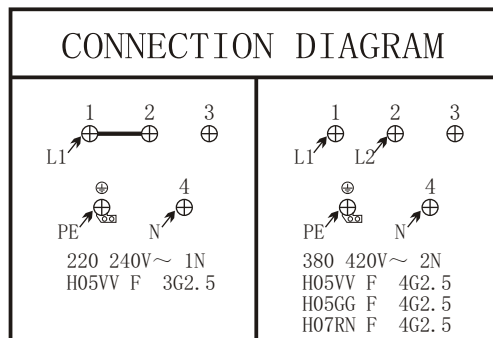 CONNECTION DIAGRAM
1 2 3
L1
4
PE N
220 240V～ 1N
H05VV F 3G2.5
1 2 3
L1 L2
4
PE N
380 420V～ 2N
H05VV F 4G2.5
H05GG F 4G2.5
H07RN F 4G2.5